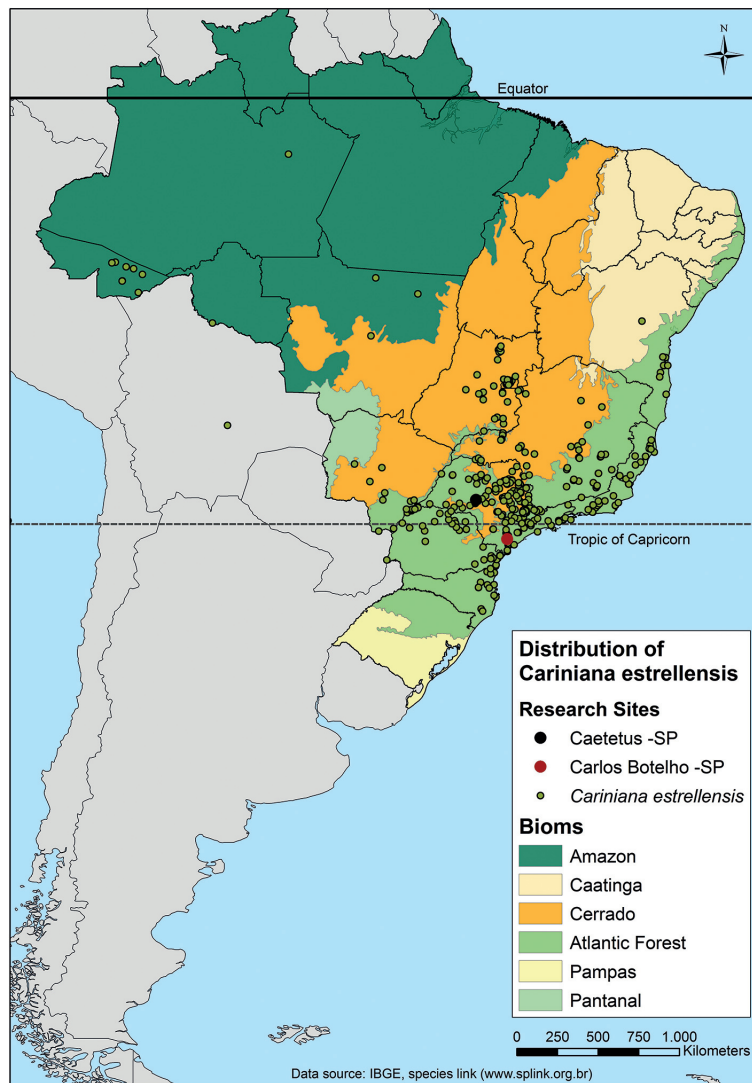 N
Equator
Tropic of Capricorn
Distribution of
Cariniana estrellensis
Research Sites
Caetetus -SP
Carlos Botelho -SP
Cariniana estrellensis
Bioms
Amazon
Caatinga
Cerrado
Atlantic Forest
Pampas
Pantanal
0 250 500 750 1.000
Kilometers
Data source: IBGE, species link (www.splink.org.br)